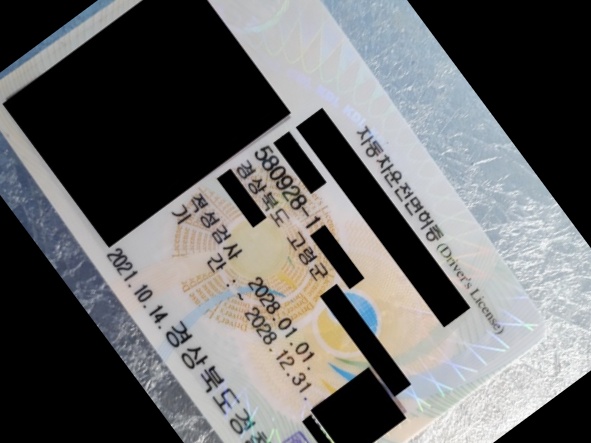 자동차운전면허증 (Driver's License)
580928-1
경상북도 고령군
적성검사 2028.01.01.
기 간 : ~ 2028.12.31.
2021.10.14.
경상북도경